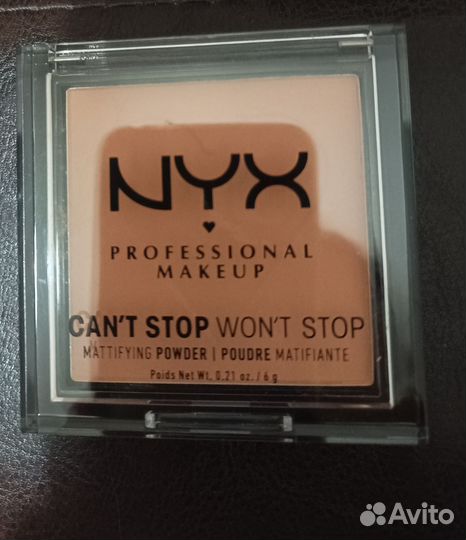 NYX
PROFESSIONAL
MAKEUP
CAN'T STOP WON'T STOP
MATTIFYING POWDER | POUDRE MATIFIANTE
Poids Net Wt. 0.21 oz. / 6 g
Avito